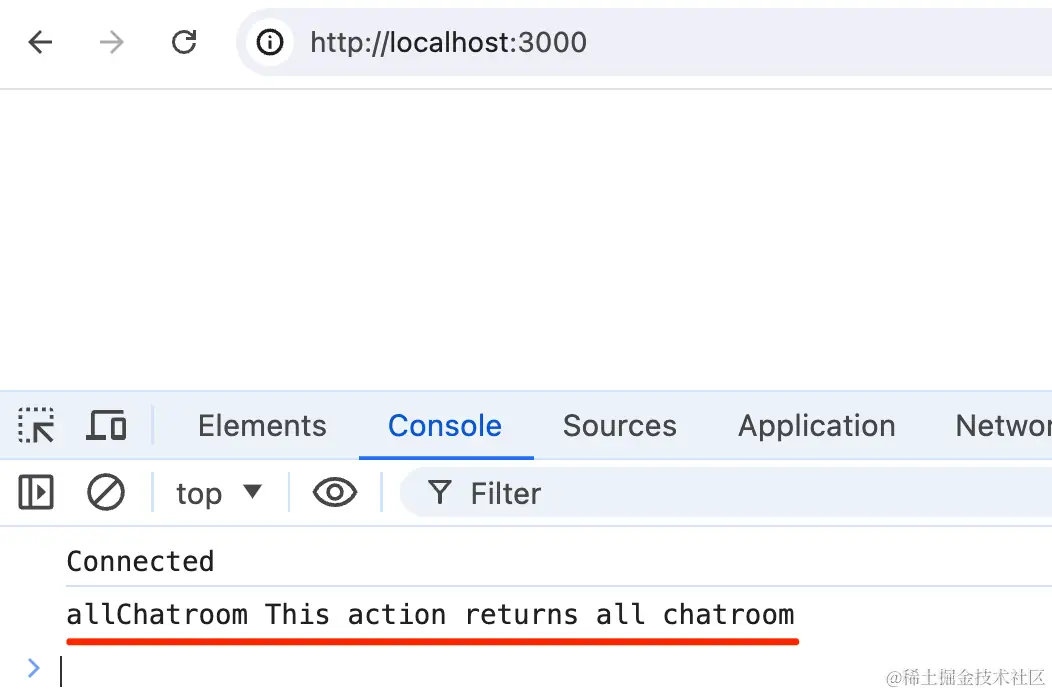 http://localhost:3000
Elements Console Sources Application Networ
top Filter
Connected
allChatroom This action returns all chatroom
@稀土掘金技术社区